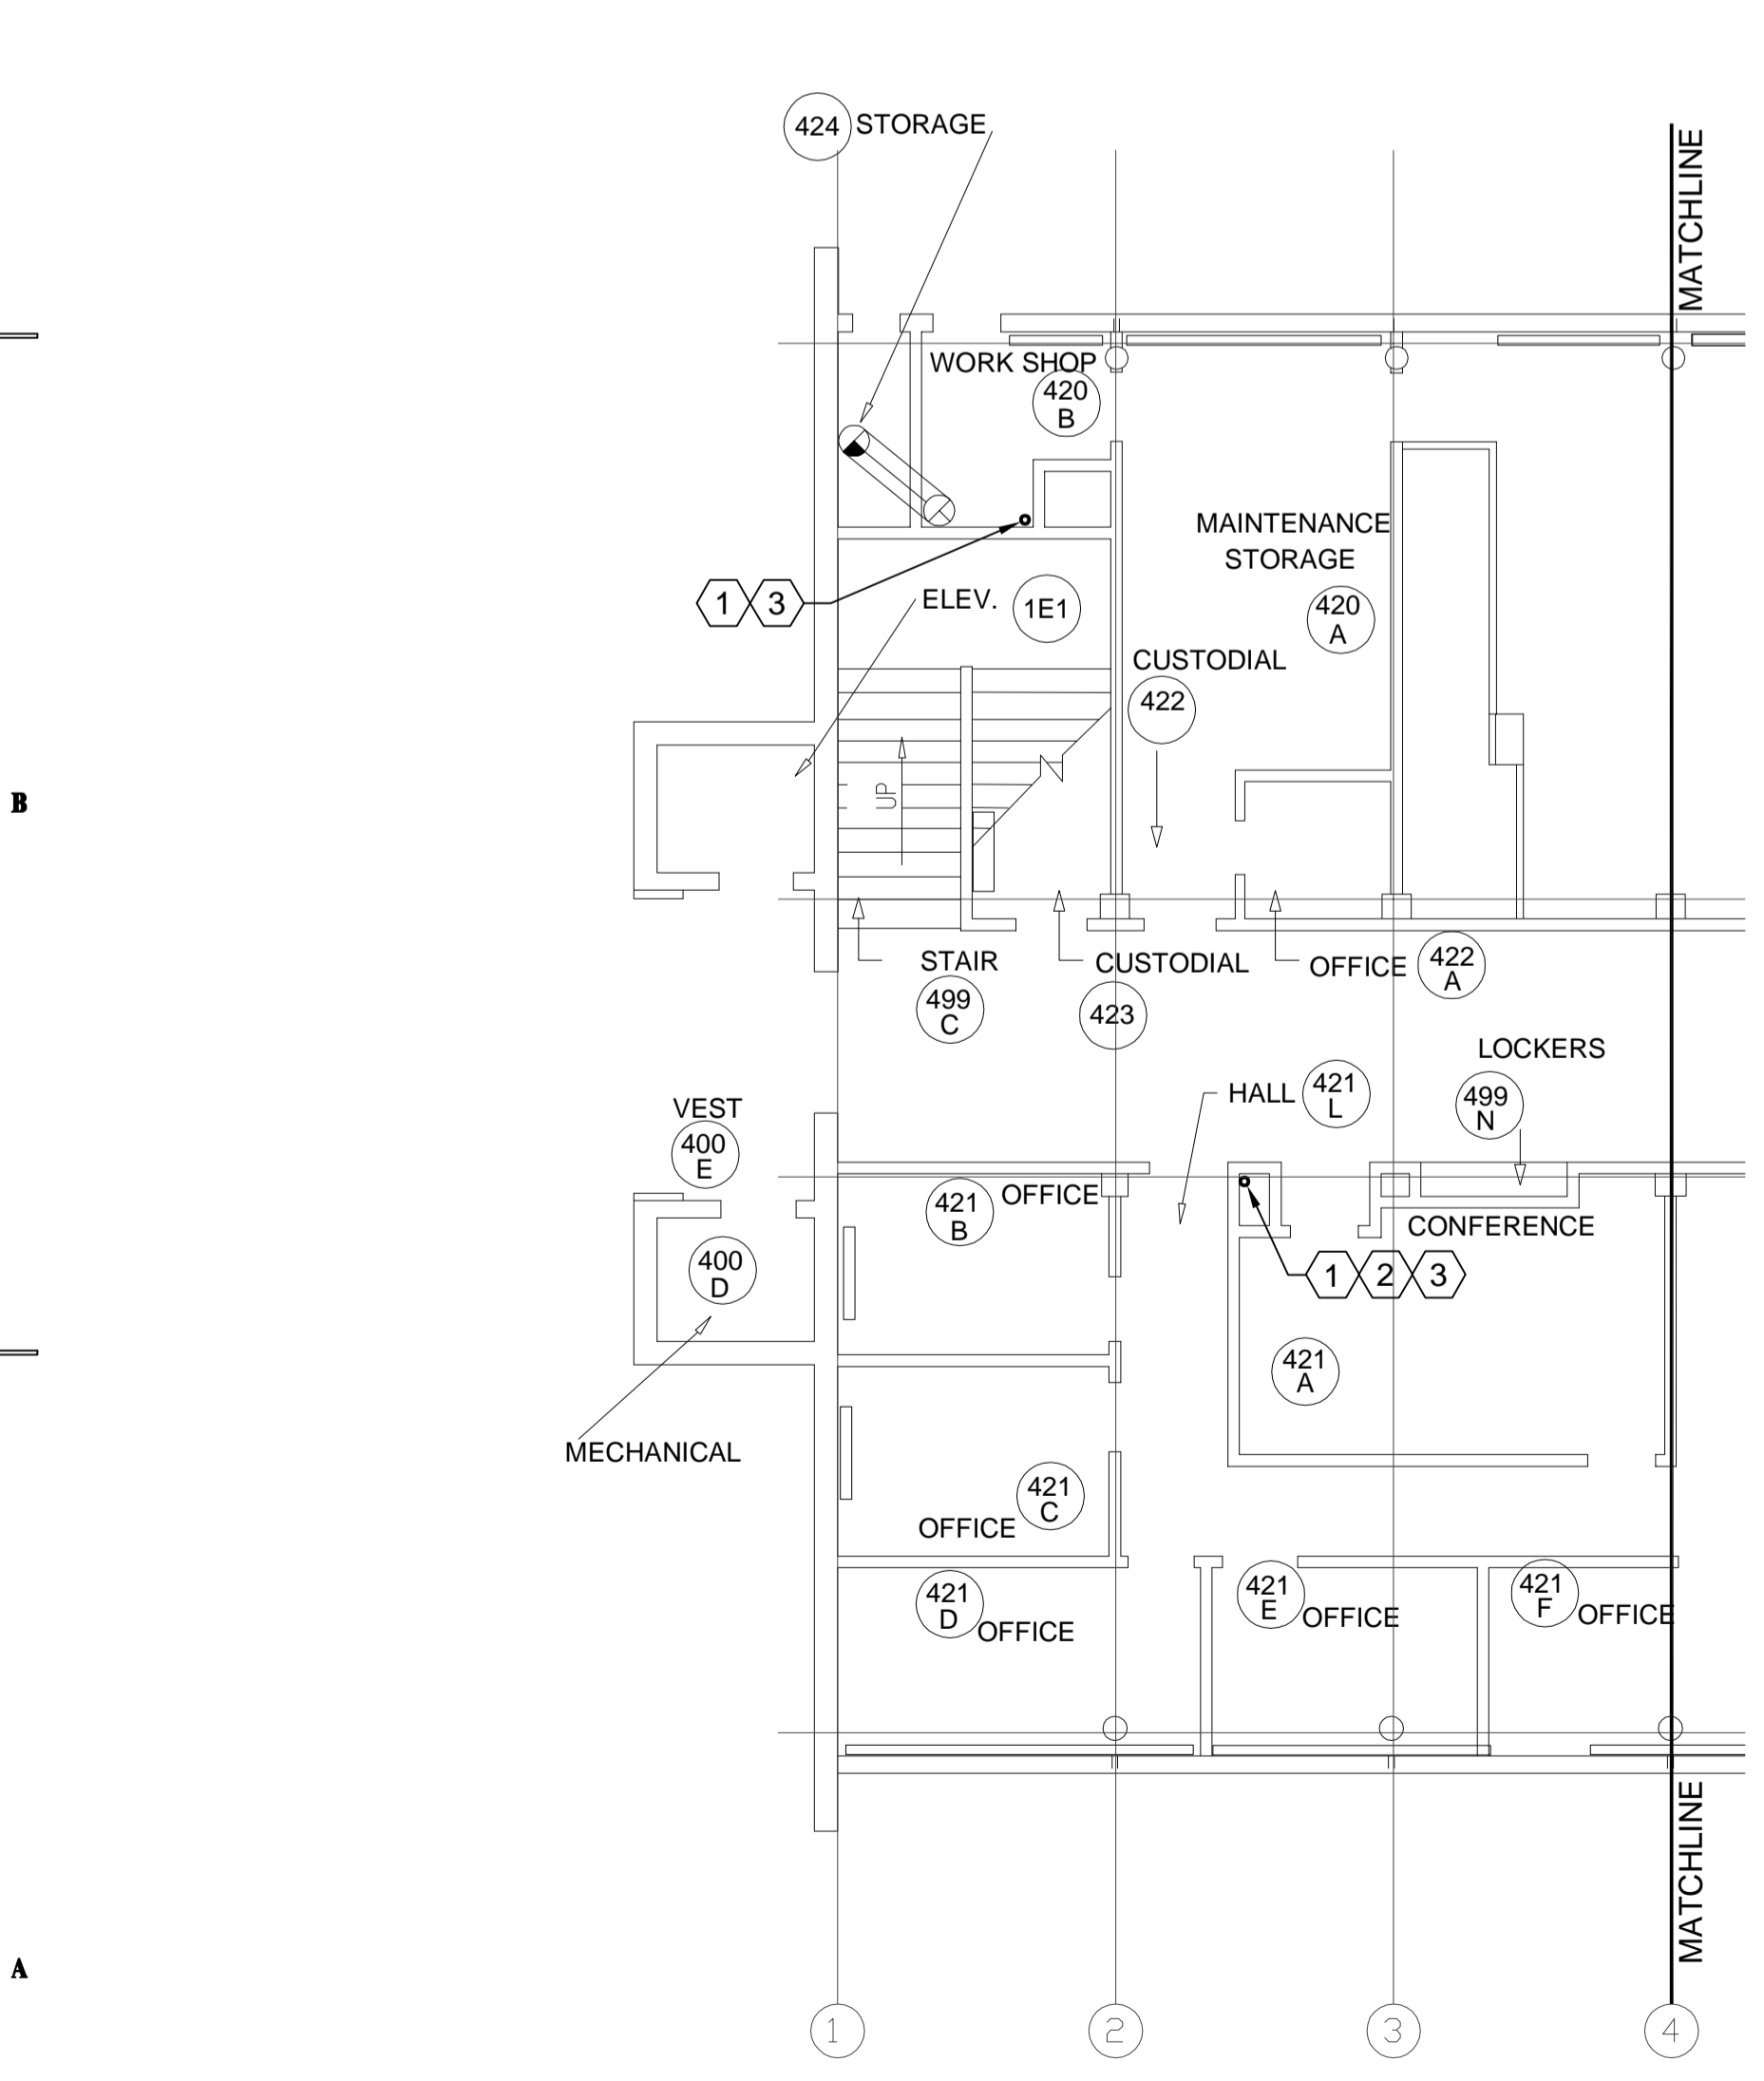 424 STORAGE
MATCHLINE
WORK SHOP
420
B
MAINTENANCE
STORAGE
420
A
1 3
ELEV. 1E1
CUSTODIAL
422
B
UP
STAIR
499
C
CUSTODIAL
423
OFFICE
422
A
LOCKERS
499
N
HALL
421
L
VEST
400
E
421
B
OFFICE
CONFERENCE
400
D
1 2 3
421
A
MECHANICAL
421
C
OFFICE
421
D
OFFICE
421
E
OFFICE
421
F
OFFICE
MATCHLINE
A
1 2 3 4